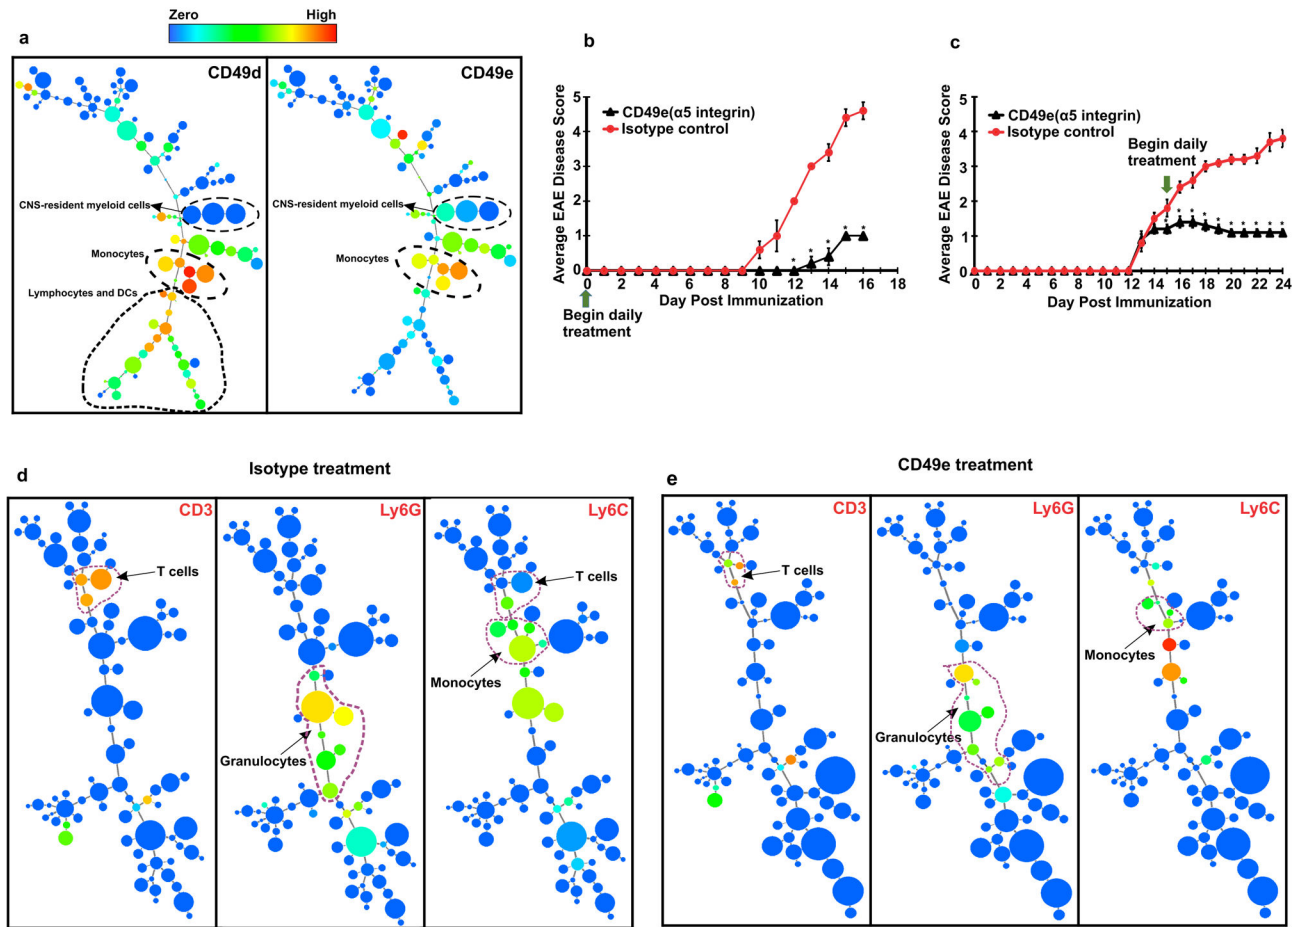 Zero
High
a
CD49d
CD49e
CNS-resident myeloid cells
CNS-resident myeloid cells
Monocytes
Monocytes
Lymphocytes and DCs
b
Average EAE Disease Score
5
4
3
2
1
0
CD49e(α5 integrin)
Isotype control
* * * * *
0 2 4 6 8 10 12 14 16 18
Day Post Immunization
Begin daily
treatment
c
Average EAE Disease Score
5
4
3
2
1
0
CD49e(α5 integrin)
Isotype control
Begin daily
treatment
* * * * * * * * * *
0 2 4 6 8 10 12 14 16 18 20 22 24
Day Post Immunization
d
Isotype treatment
CD3
Ly6G
Ly6C
T cells
T cells
Monocytes
Granulocytes
e
CD49e treatment
CD3
Ly6G
Ly6C
T cells
Monocytes
Granulocytes